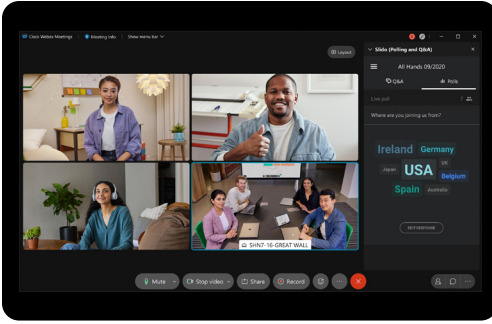 Cisco Webex Meetings
Meeting Info
Show menu bar
Layout
Slido (Polling and Q&A)
All Hands 09/2020
Q&A
Polls
Live poll
Where are you joining us from?
Ireland Germany
Japan USA UK
Belgium
Spain Australia
EDIT RESPONSE
SHN7-16-GREAT WALL
Mute
Stop video
Share
Record